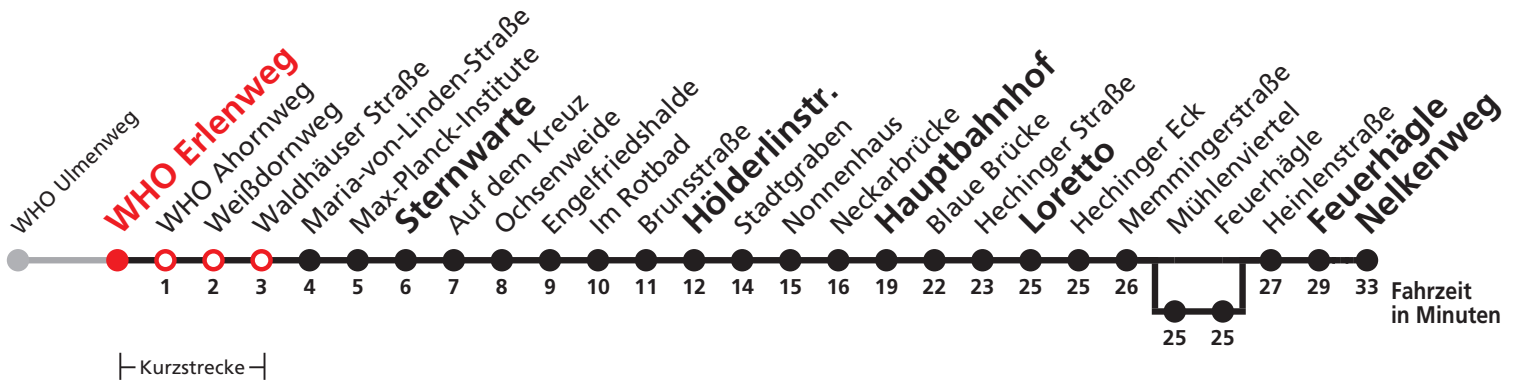 WHO Ulmenweg
WHO Erlenweg
WHO Ahornweg
Weißdornweg
Waldhäuser Straße
Maria-von-Linden-Straße
Max-Planck-Institute
Sternwarte
Auf dem Kreuz
Ochsenweide
Engelfriedshalde
Im Rotbad
Brunsstraße
Hölderlinstr.
Stadtgraben
Nonnenhaus
Neckarbrücke
Hauptbahnhof
Blaue Brücke
Hechinger Straße
Loretto
Hechinger Eck
Memmingerstraße
Mühlenviertel
Feuerhägle
Heinlenstraße
Feuerhägle
Nelkenweg
1 2 3 4 5 6 7 8 9 10 11 12 14 15 16 19 22 23 25 25 26 27 29 33
Fahrzeit
in Minuten
25 25
Kurzstrecke